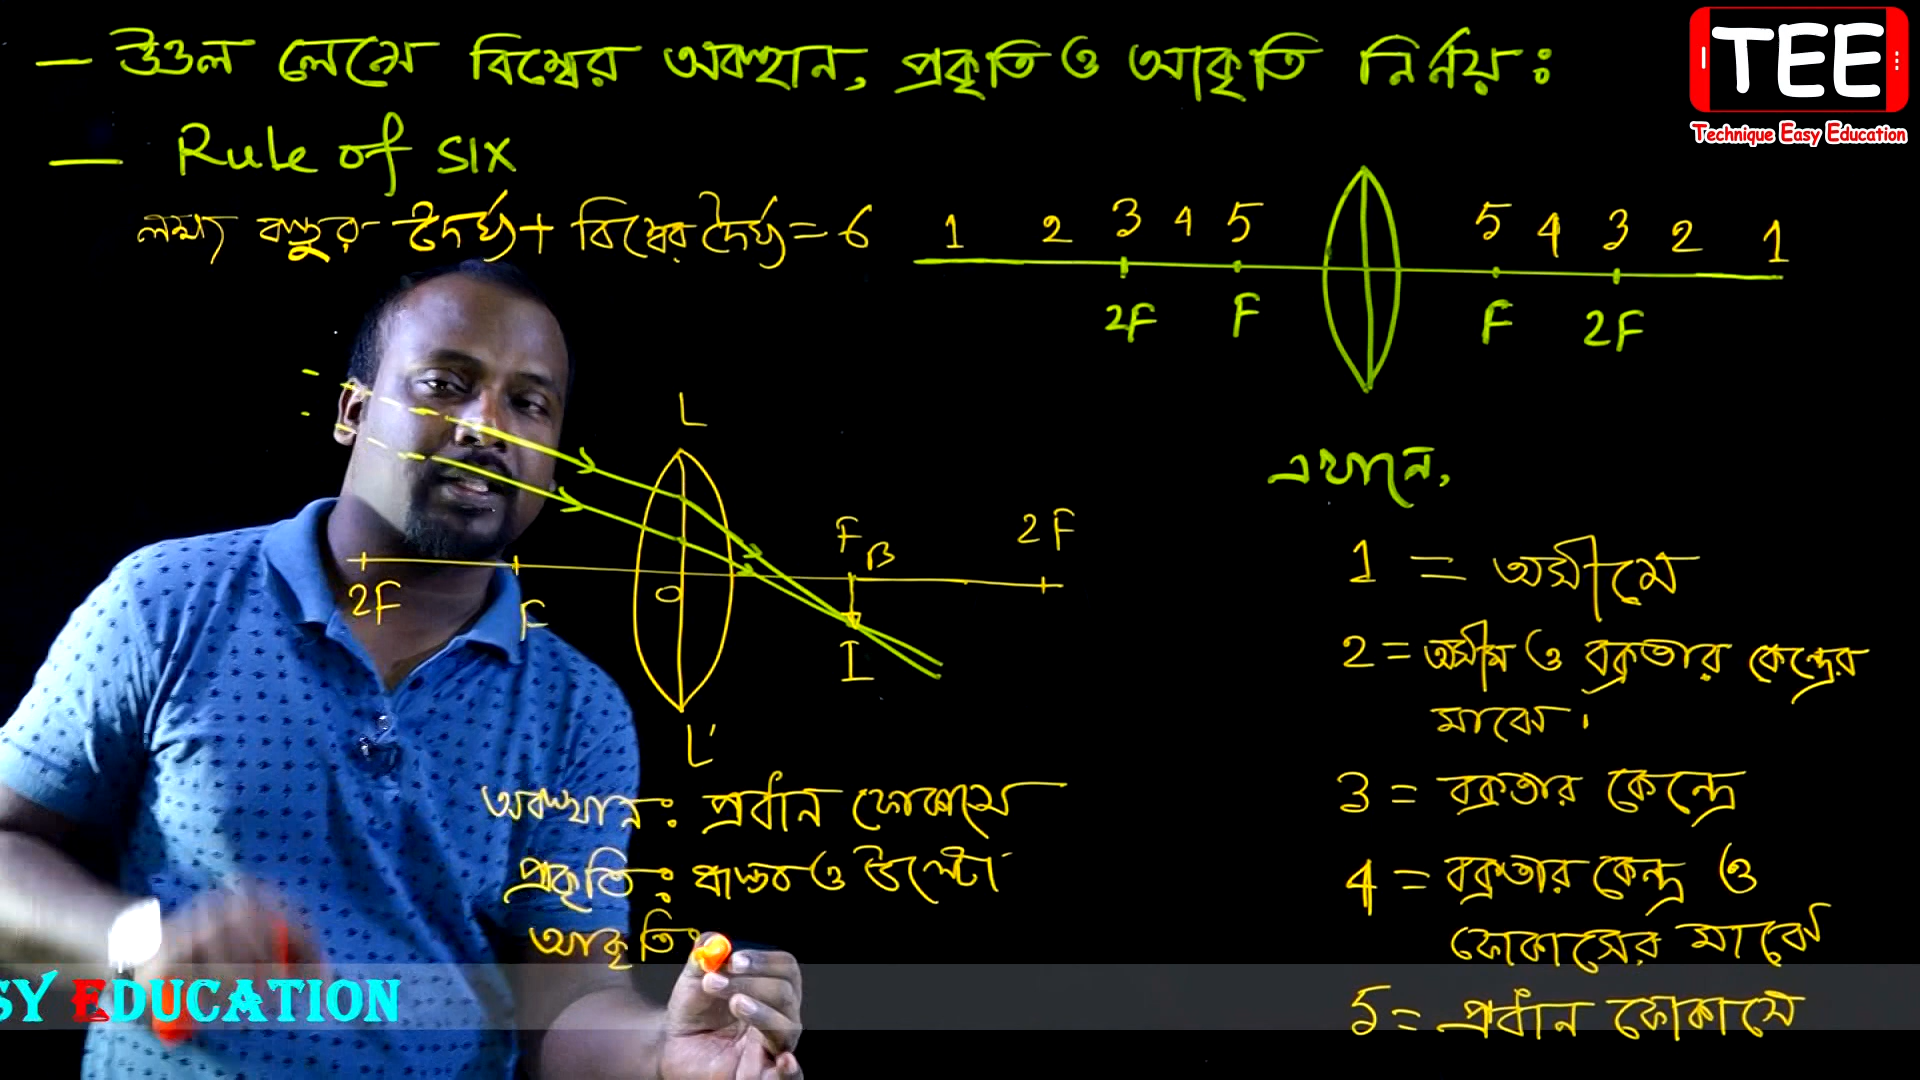 – উত্তল লেন্সে বিম্বের অবস্থান, প্রকৃতি ও আকৃতি নির্ণয়ঃ
TEE
Technique Easy Education
— Rule of six
লক্ষ্য বস্তুর দৈর্ঘ্য + বিম্বের দৈর্ঘ্য = 6
1 2 3 4 5 5 4 3 2 1
2F F F 2F
L
এখানে,
F B 2F
2F F O
I
L'
1 = অসীমে
2 = অসীম ও বক্রতার কেন্দ্রের
মাঝে।
3 = বক্রতার কেন্দ্রে
4 = বক্রতার কেন্দ্র ও
ফোকাসের মাঝে
5 = প্রধান ফোকাসে
অবস্থান: প্রধান ফোকাসে
প্রকৃতি: বাস্তব ও উল্টো
আকৃতি:
SY EDUCATION